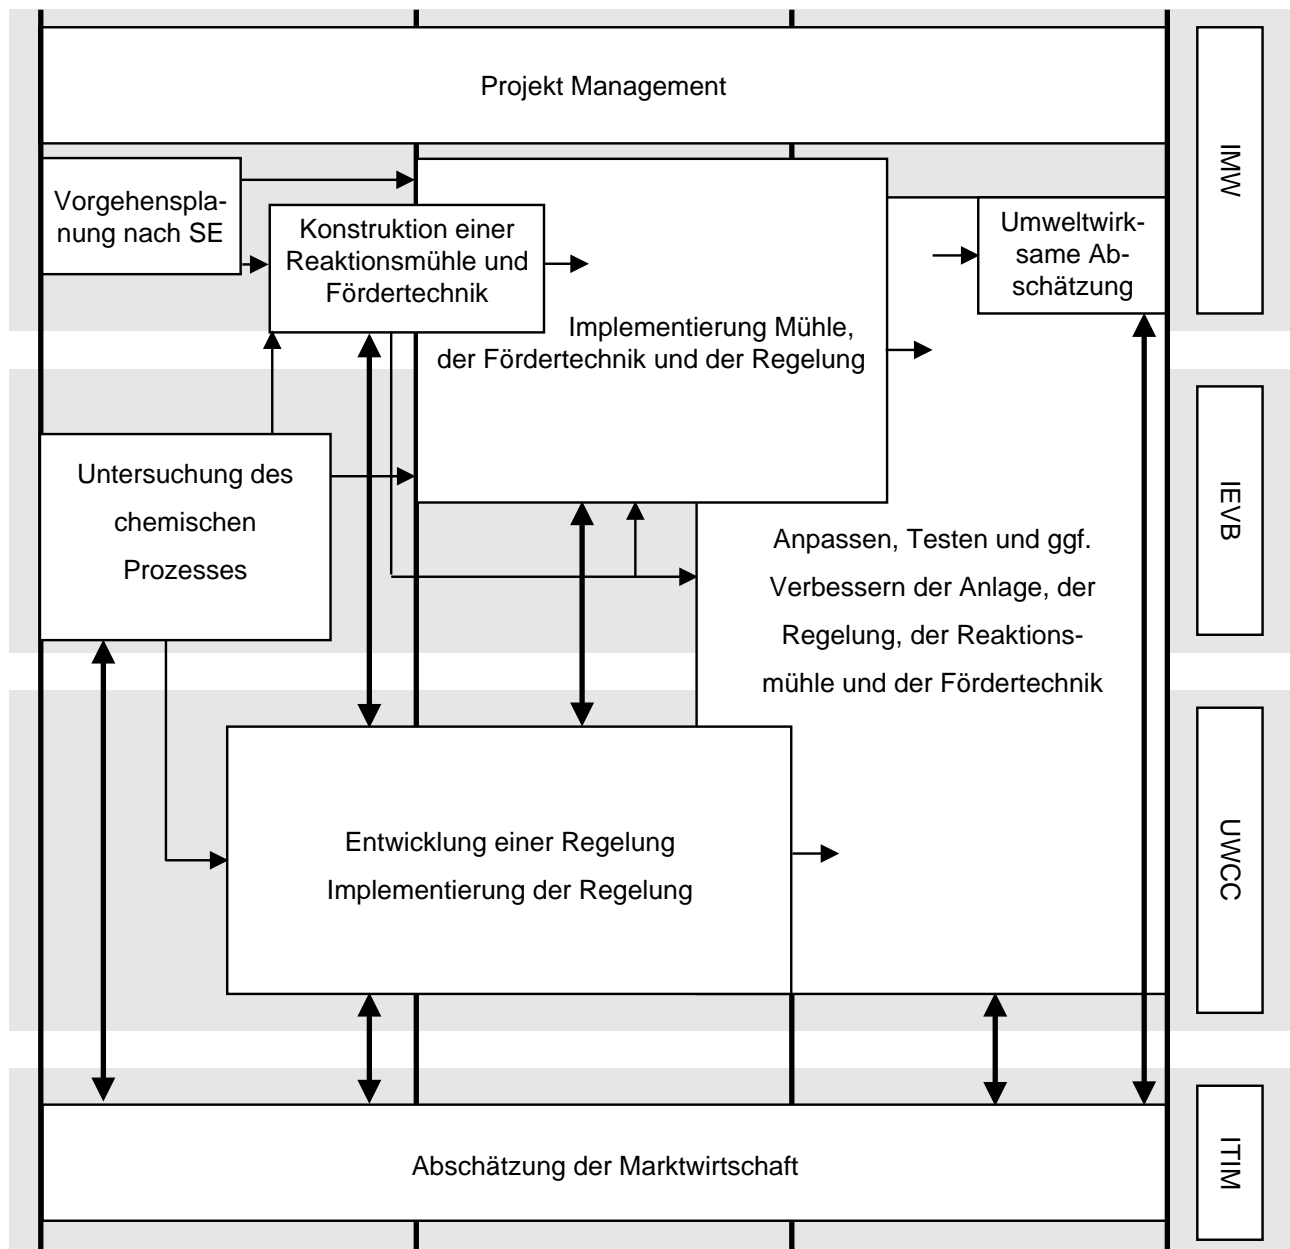 Projekt Management
IMW
Vorgehenspla-
nung nach SE
Konstruktion einer
Reaktionsmühle und
Fördertechnik
Umweltwirk-
same Ab-
schätzung
Implementierung Mühle,
der Fördertechnik und der Regelung
IEVB
Untersuchung des
chemischen
Prozesses
Anpassen, Testen und ggf.
Verbessern der Anlage, der
Regelung, der Reaktions-
mühle und der Fördertechnik
UWCC
Entwicklung einer Regelung
Implementierung der Regelung
Abschätzung der Marktwirtschaft
ITIM